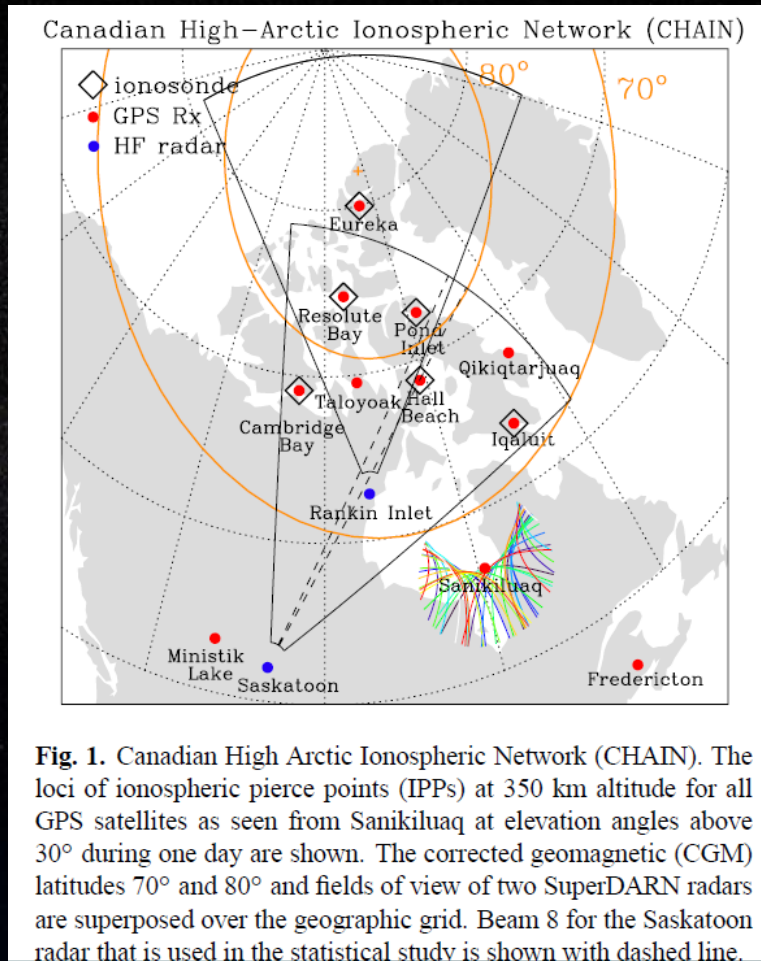 Canadian High-Arctic Ionospheric Network (CHAIN)
ionosonde
GPS Rx
HF radar
80°
70°
Eureka
Resolute
Bay
Pond
Inlet
Qikiqtarjuaq
Taloyoak
Hall
Beach
Cambridge
Bay
Iqaluit
Rankin Inlet
Sanikiluaq
Ministik
Lake
Saskatoon
Fredericton
Fig. 1. Canadian High Arctic Ionospheric Network (CHAIN). The
loci of ionospheric pierce points (IPPs) at 350 km altitude for all
GPS satellites as seen from Sanikiluaq at elevation angles above
30° during one day are shown. The corrected geomagnetic (CGM)
latitudes 70° and 80° and fields of view of two SuperDARN radars
are superposed over the geographic grid. Beam 8 for the Saskatoon
radar that is used in the statistical study is shown with dashed line.